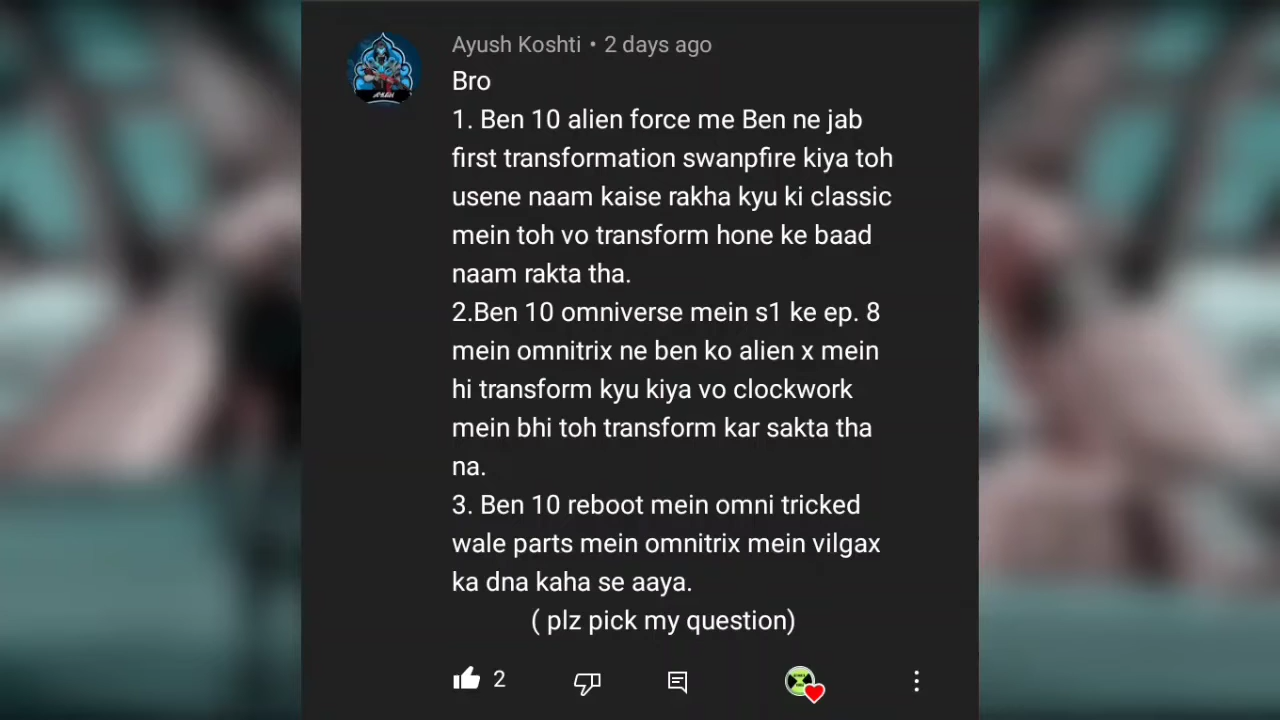 Ayush Koshti • 2 days ago
Bro
1. Ben 10 alien force me Ben ne jab
first transformation swanpfire kiya toh
usene naam kaise rakha kyu ki classic
mein toh vo transform hone ke baad
naam rakta tha.
2.Ben 10 omniverse mein s1 ke ep. 8
mein omnitrix ne ben ko alien x mein
hi transform kyu kiya vo clockwork
mein bhi toh transform kar sakta tha
na.
3. Ben 10 reboot mein omni tricked
wale parts mein omnitrix mein vilgax
ka dna kaha se aaya.
( plz pick my question)
2